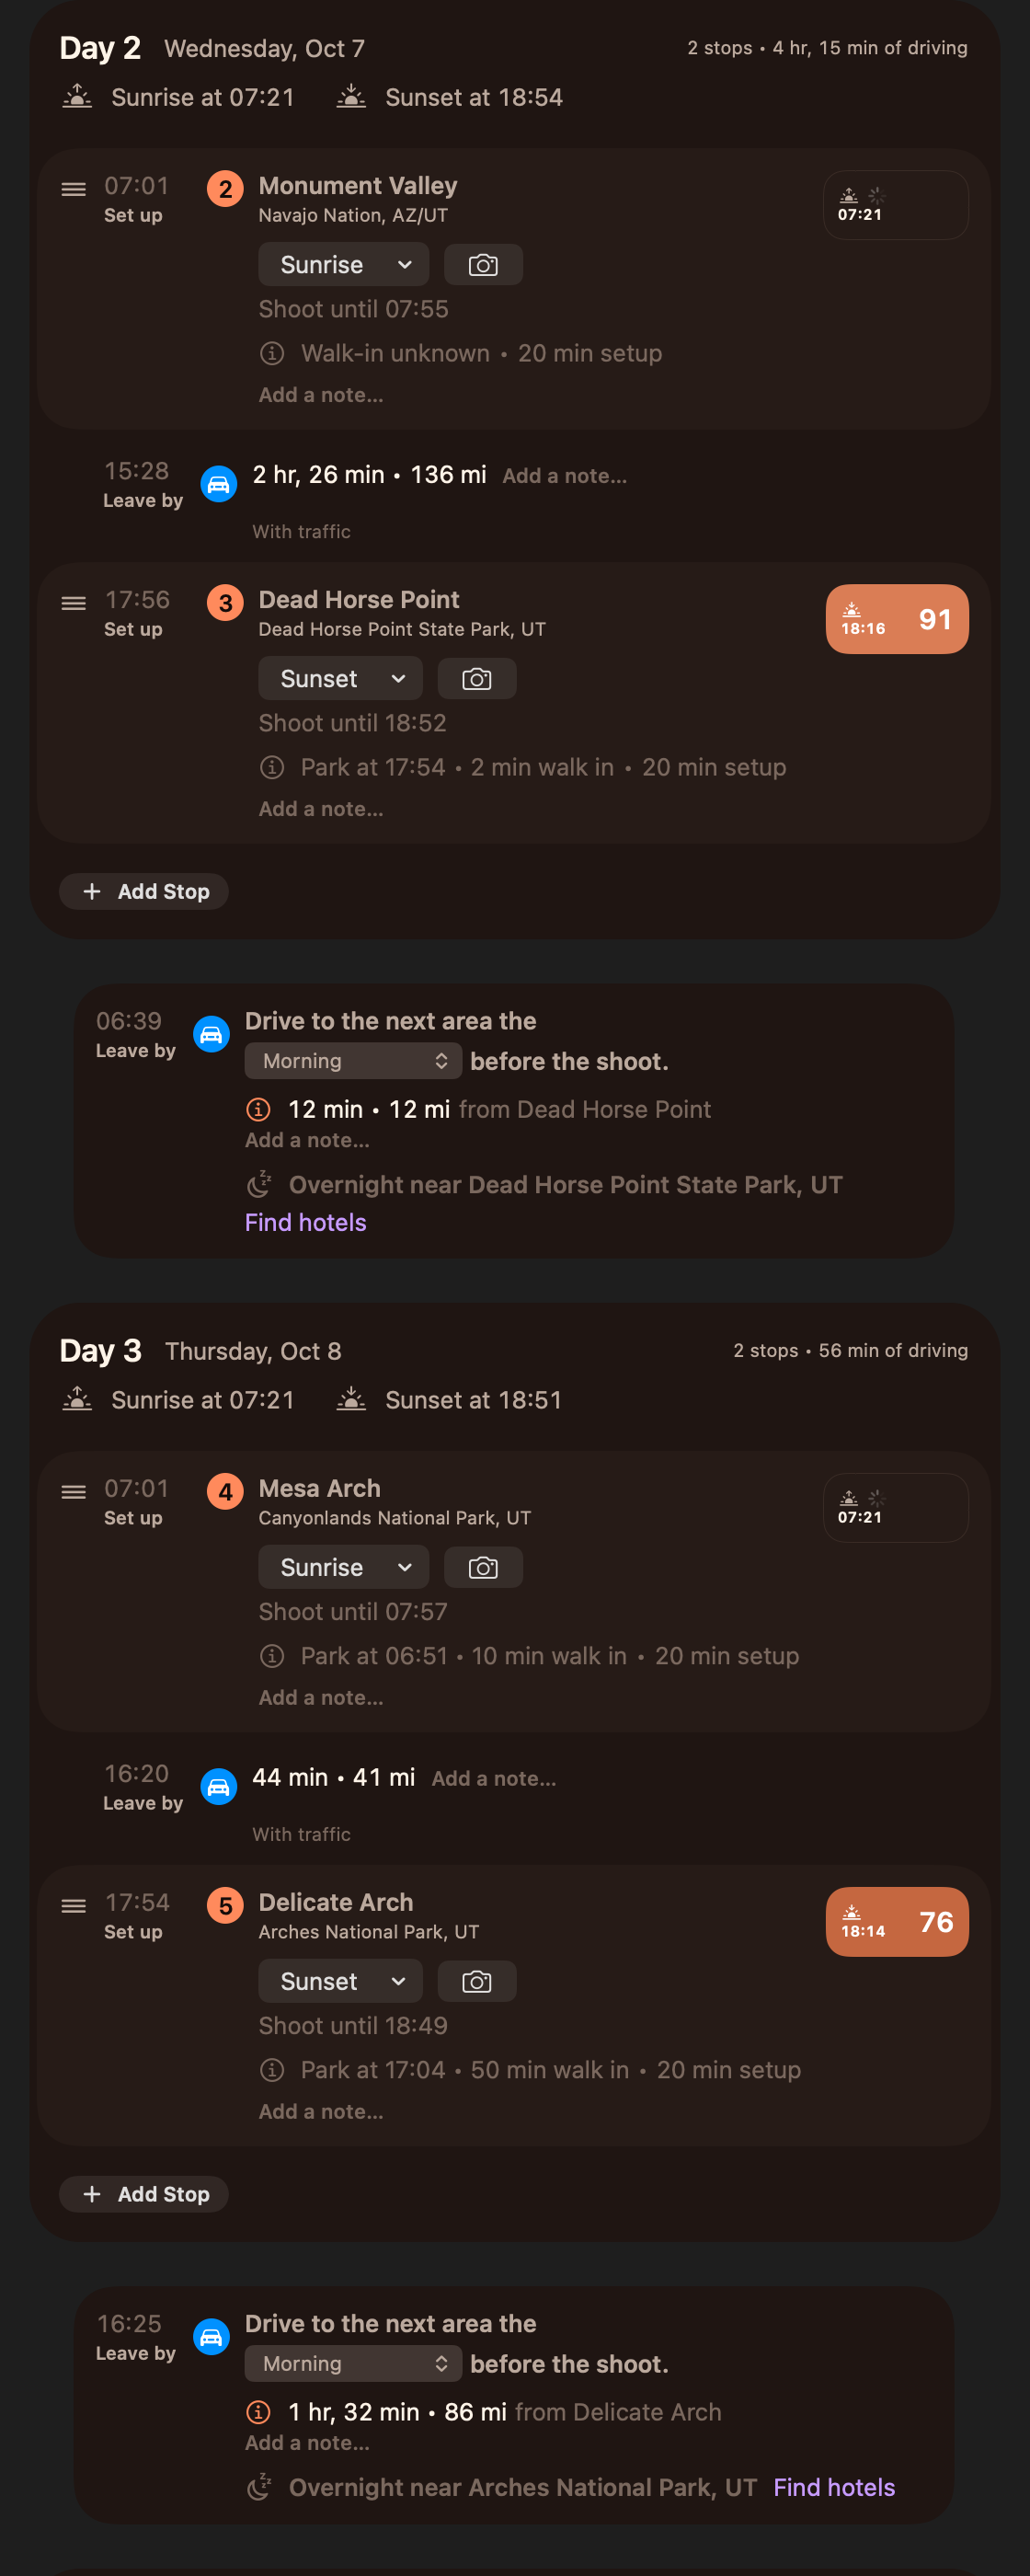 Day 2 Wednesday, Oct 7 2 stops • 4 hr, 15 min of driving
Sunrise at 07:21 Sunset at 18:54
07:01 2 Monument Valley
Set up Navajo Nation, AZ/UT 07:21
Sunrise
Shoot until 07:55
Walk-in unknown • 20 min setup
Add a note...
15:28 2 hr, 26 min • 136 mi Add a note...
Leave by
With traffic
17:56 3 Dead Horse Point 91
Set up Dead Horse Point State Park, UT 18:16
Sunset
Shoot until 18:52
Park at 17:54 • 2 min walk in • 20 min setup
Add a note...
+ Add Stop
06:39 Drive to the next area the
Leave by Morning before the shoot.
12 min • 12 mi from Dead Horse Point
Add a note...
zzz Overnight near Dead Horse Point State Park, UT
Find hotels
Day 3 Thursday, Oct 8 2 stops • 56 min of driving
Sunrise at 07:21 Sunset at 18:51
07:01 4 Mesa Arch
Set up Canyonlands National Park, UT 07:21
Sunrise
Shoot until 07:57
Park at 06:51 • 10 min walk in • 20 min setup
Add a note...
16:20 44 min • 41 mi Add a note...
Leave by
With traffic
17:54 5 Delicate Arch 76
Set up Arches National Park, UT 18:14
Sunset
Shoot until 18:49
Park at 17:04 • 50 min walk in • 20 min setup
Add a note...
+ Add Stop
16:25 Drive to the next area the
Leave by Morning before the shoot.
1 hr, 32 min • 86 mi from Delicate Arch
Add a note...
zzz Overnight near Arches National Park, UT Find hotels